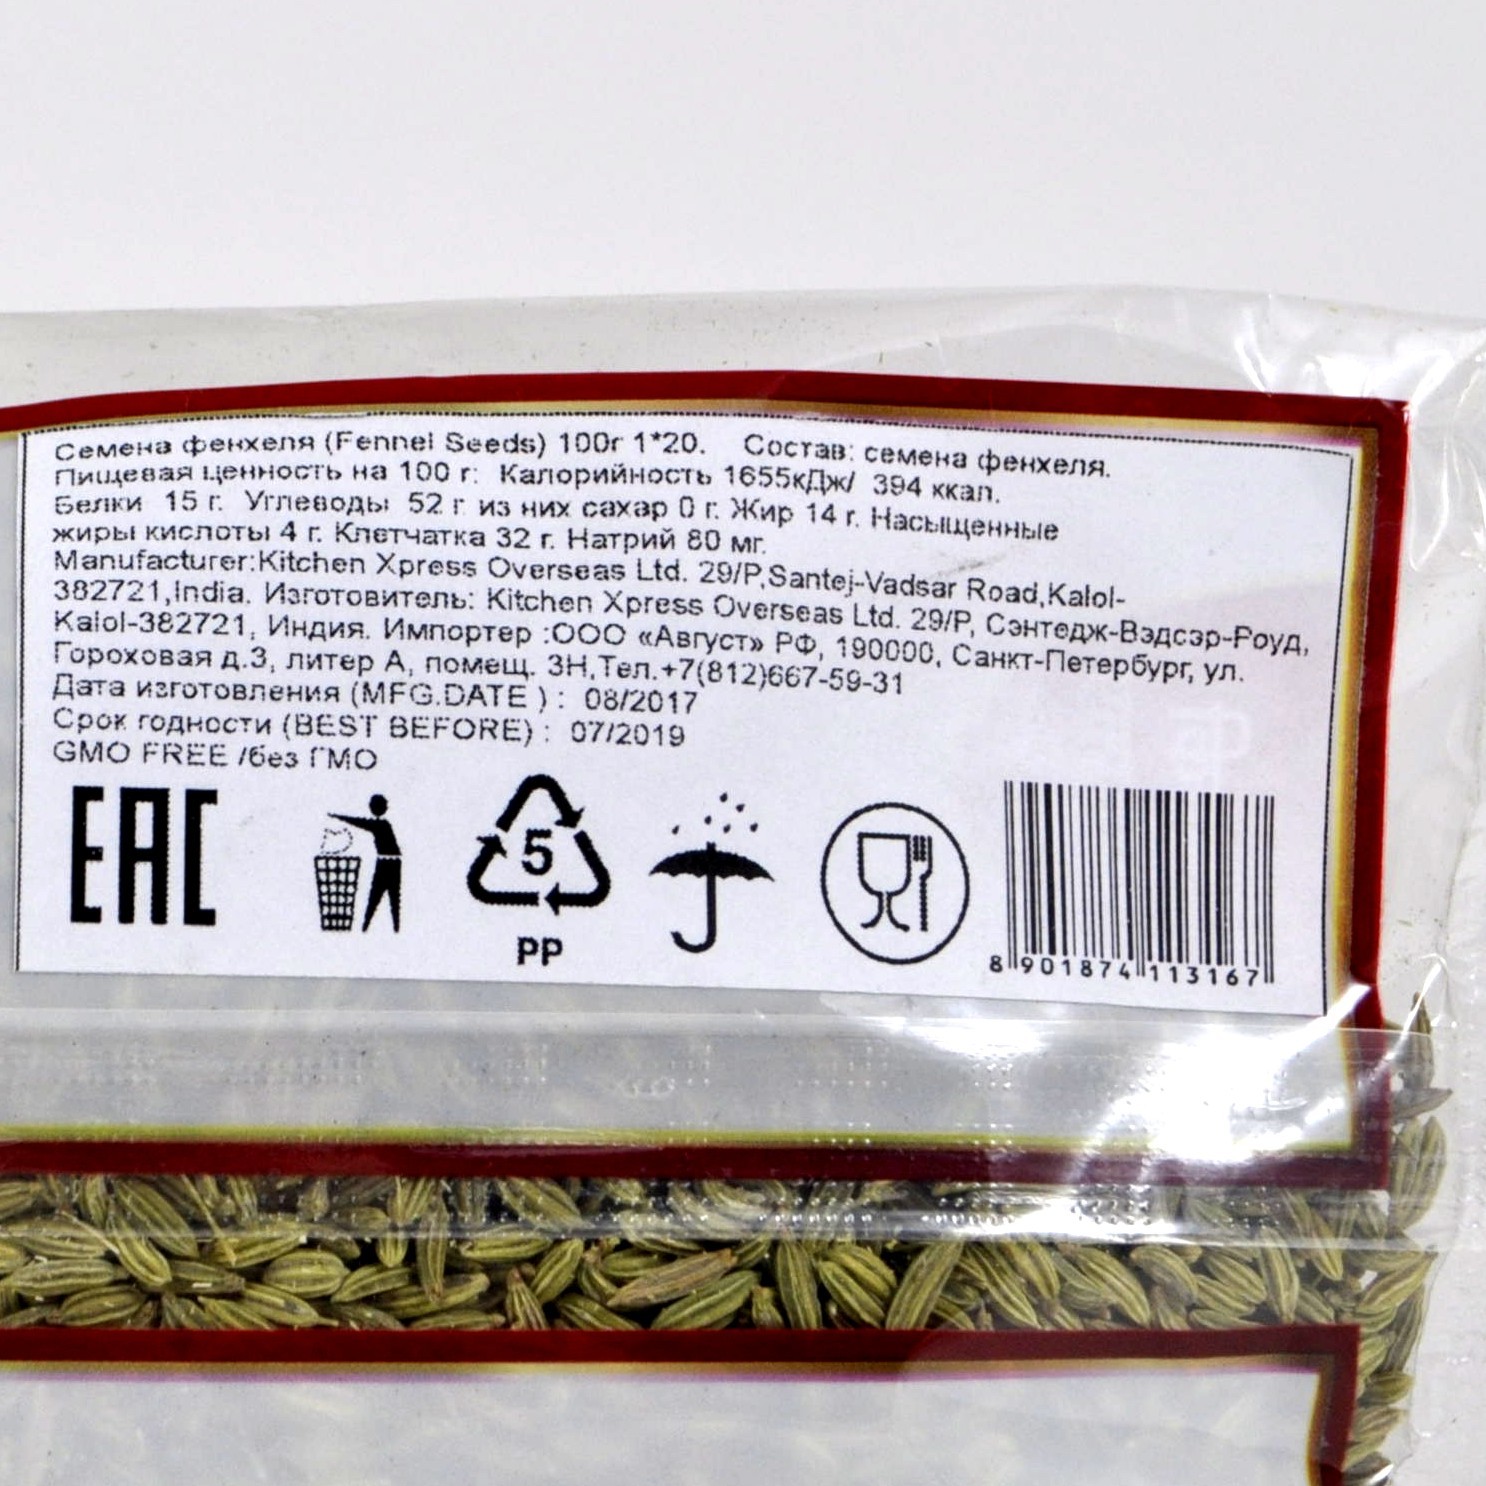 Семена фенхеля (Fennel Seeds) 100г 1*20. Состав: семена фенхеля.
Пищевая ценность на 100 г: Калорийность 1655кДж/ 394 ккал.
Белки 15 г. Углеводы 52 г. из них сахар 0 г. Жир 14 г. Насыщенные
жиры кислоты 4 г. Клетчатка 32 г. Натрий 80 мг.
Manufacturer:Kitchen Xpress Overseas Ltd. 29/P,Santej-Vadsar Road,Kalol-
382721,India. Изготовитель: Kitchen Xpress Overseas Ltd. 29/P, Сэнтедж-Вэдсэр-Роуд,
Kalol-382721, Индия. Импортер :ООО «Август» РФ, 190000, Санкт-Петербург, ул.
Гороховая д.3, литер А, помещ. 3Н,Тел.+7(812)667-59-31
Дата изготовления (MFG.DATE ) : 08/2017
Срок годности (BEST BEFORE) : 07/2019
GMO FREE /без ГМО
ЕАС
5
PP
8 901874 113167